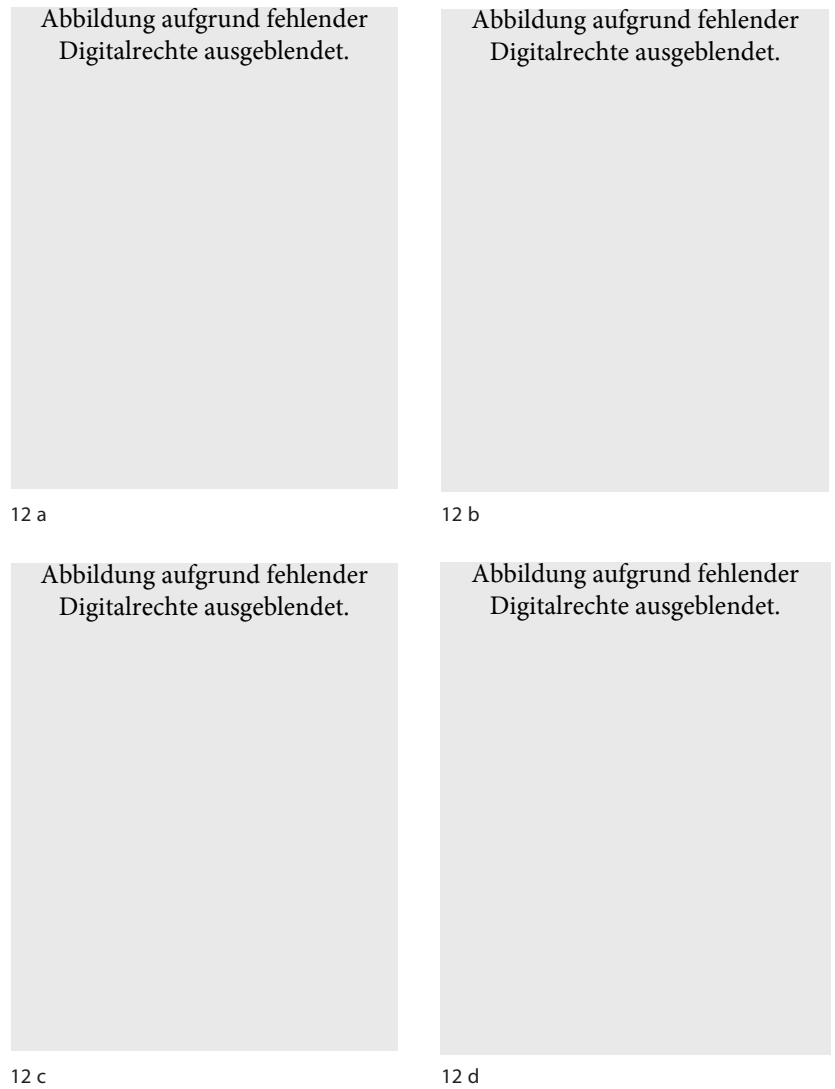 Abbildung aufgrund fehlender
Digitalrechte ausgeblendet.
12 a
Abbildung aufgrund fehlender
Digitalrechte ausgeblendet.
12 b
Abbildung aufgrund fehlender
Digitalrechte ausgeblendet.
12 c
Abbildung aufgrund fehlender
Digitalrechte ausgeblendet.
12 d